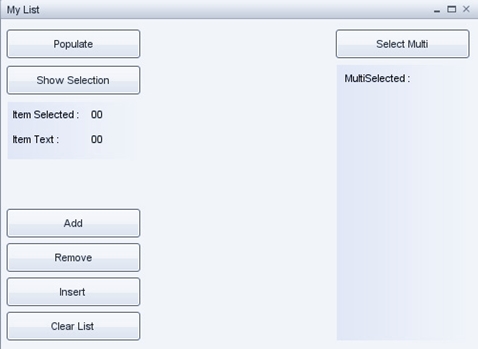 My List
Populate
Select Multi
Show Selection
MultiSelected :
Item Selected : 00
Item Text : 00
Add
Remove
Insert
Clear List